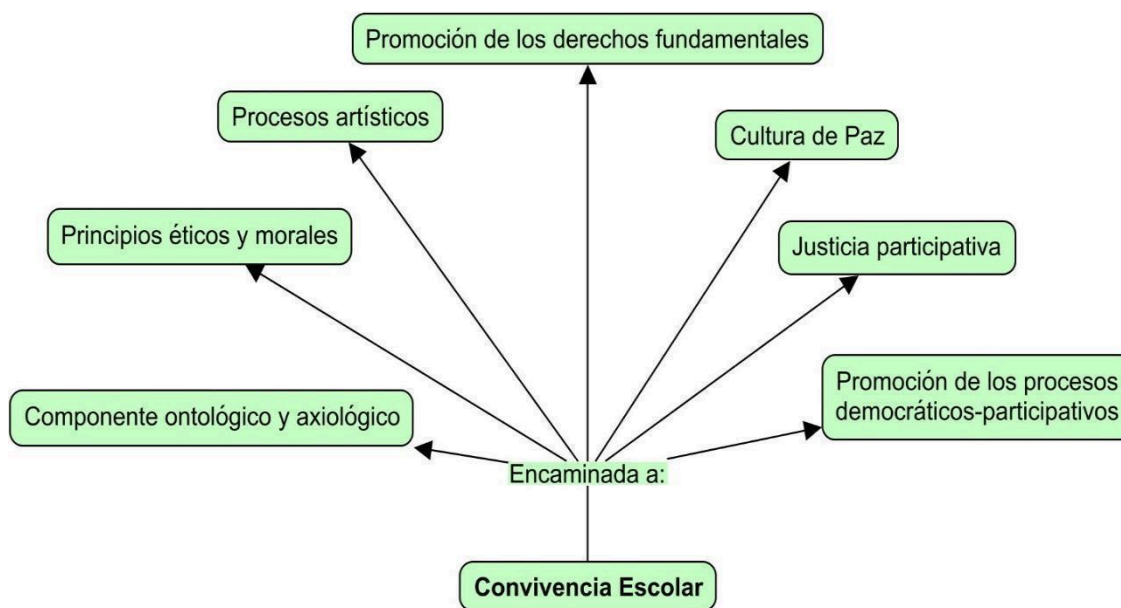 Promoción de los derechos fundamentales
Procesos artísticos
Cultura de Paz
Principios éticos y morales
Justicia participativa
Componente ontológico y axiológico
Promoción de los procesos
democráticos-participativos
Encaminada a:
Convivencia Escolar